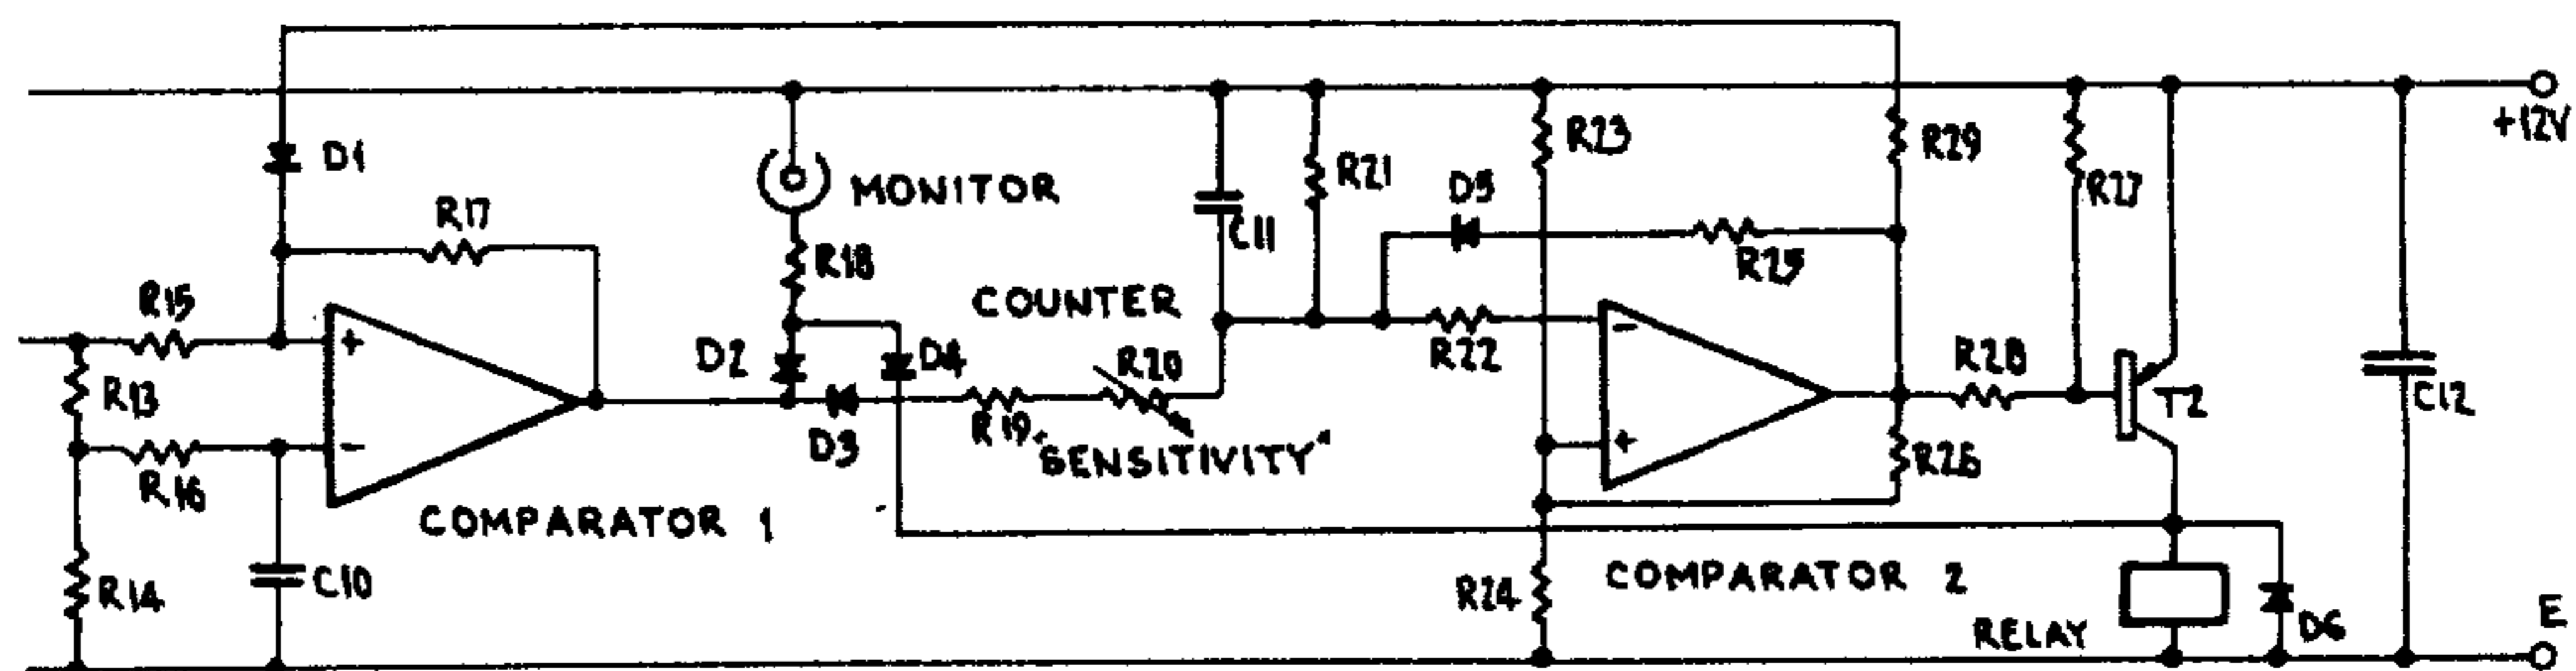 +12V
R23
R29
D1
R21
R27
D5
MONITOR
R17
C11
R18
R25
R15
COUNTER
+
−
D2
D4
R20
R22
R28
R13
T2
C12
D3
R19
"SENSITIVITY"
+
R26
−
R16
COMPARATOR 1
C10
R14
COMPARATOR 2
R24
E
RELAY
D6